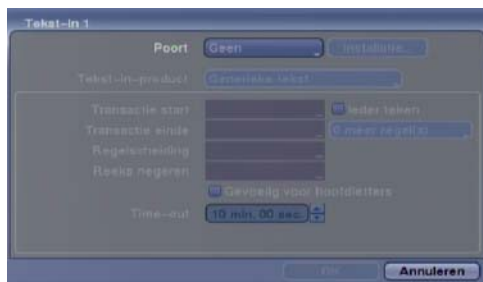 Tekst-In 1
Poort Geen Installatie...
Tekst-in-product Generieke tekst
Transactie start Ieder teken
Transactie einde 0 meer regel(s)
Regelscheiding
Reeks negeren
Gevoelig voor hoofdletters
Time-out 10 min. 00 sec.
OK Annuleren